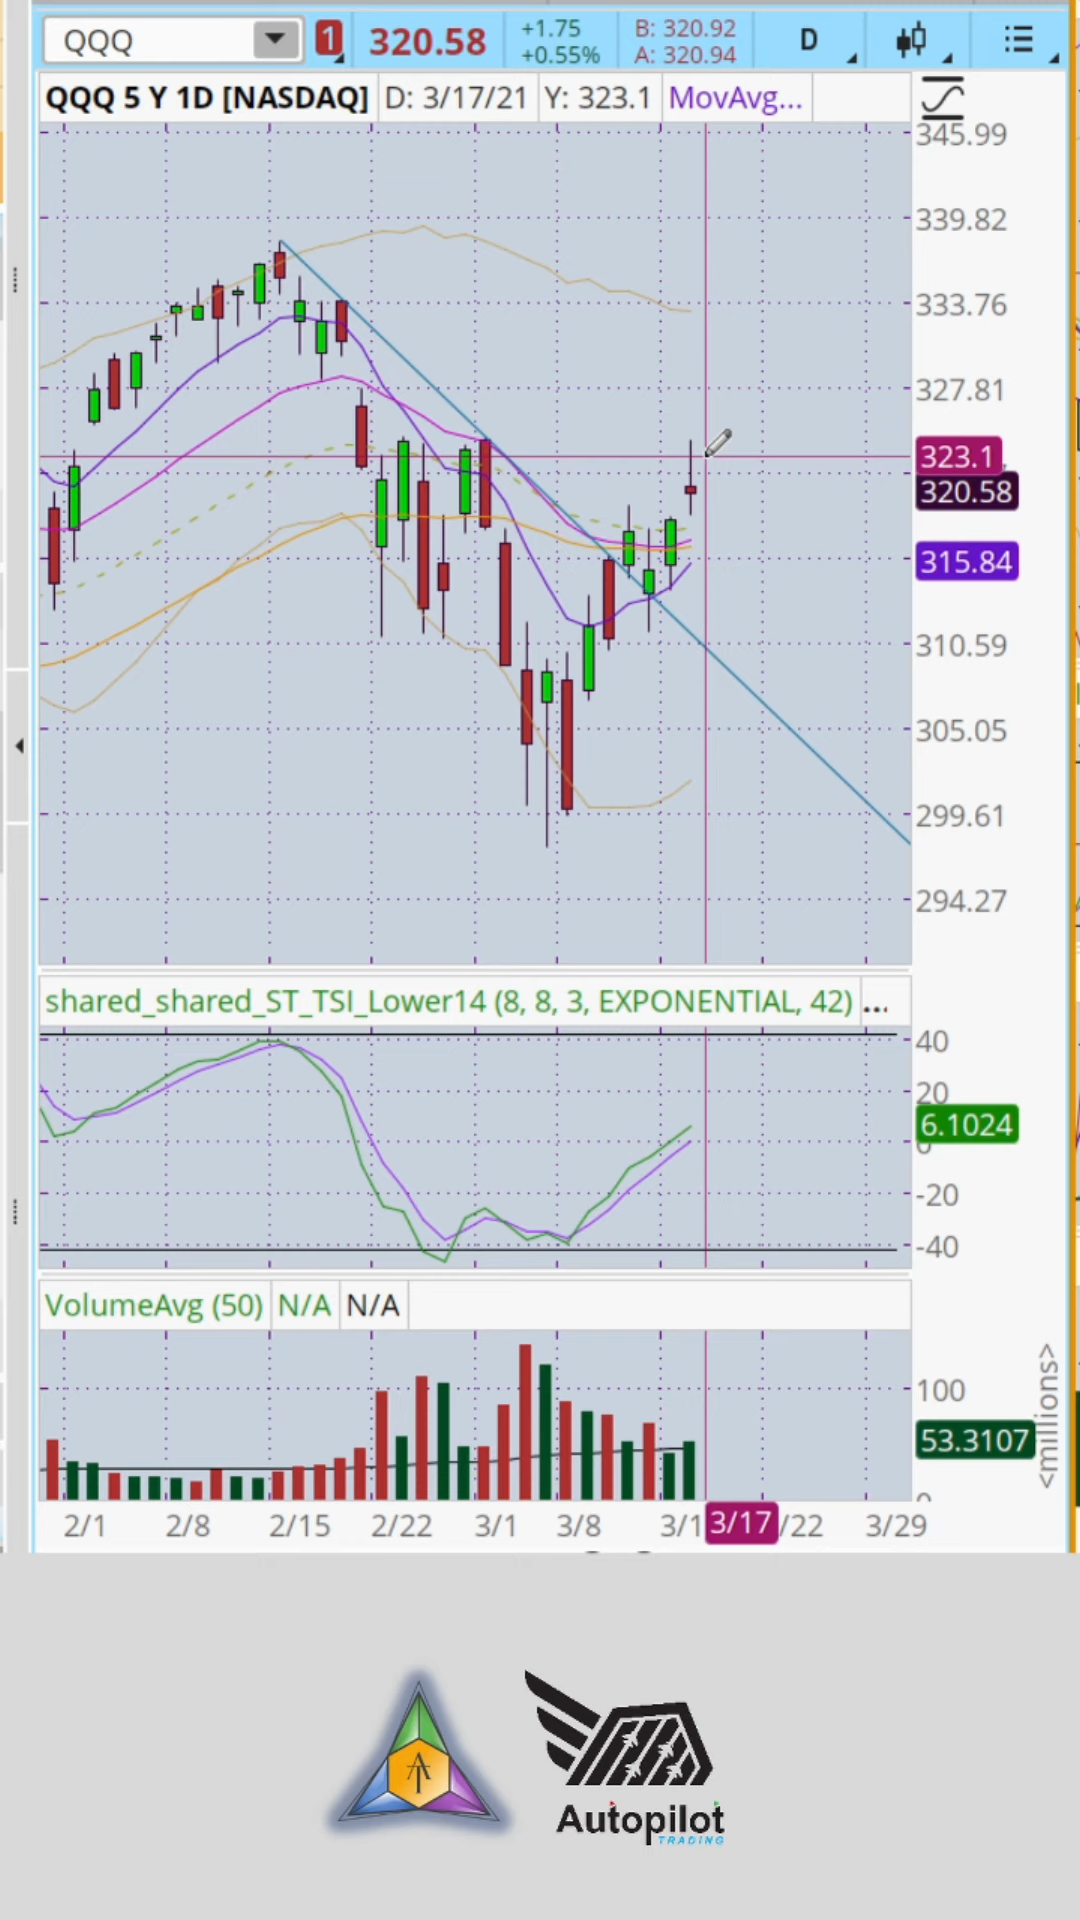 QQQ 1 320.58 +1.75 B: 320.92 D
+0.55% A: 320.94
QQQ 5 Y 1D [NASDAQ] D: 3/17/21 Y: 323.1 MovAvg...
345.99
339.82
333.76
327.81
323.1
320.58
315.84
310.59
305.05
299.61
294.27
shared_shared_ST_TSI_Lower14 (8, 8, 3, EXPONENTIAL, 42) ...
40
20
6.1024
0
-20
-40
VolumeAvg (50) N/A N/A
100
53.3107
0
<millions>
2/1 2/8 2/15 2/22 3/1 3/8 3/1 3/17 /22 3/29
Autopilot
TRADING